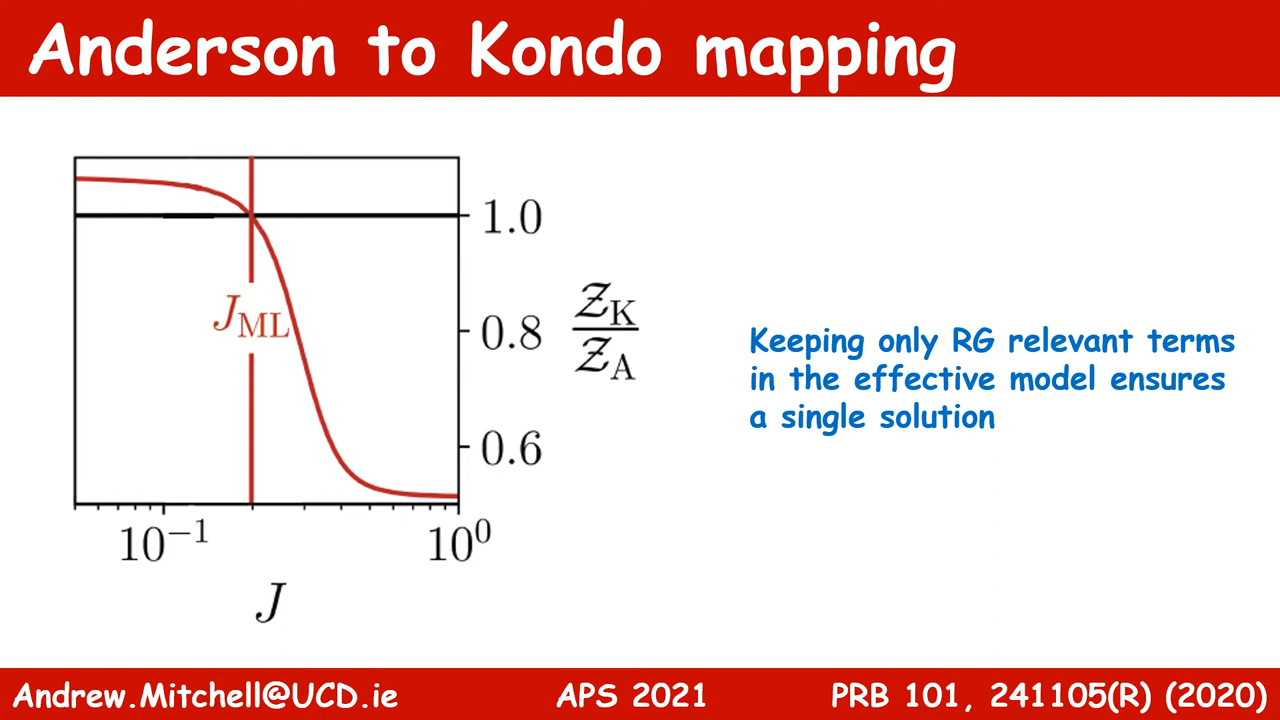 Anderson to Kondo mapping
1.0
0.8
0.6
Z_K
Z_A
J_ML
10^{-1}
10^0
J
Keeping only RG relevant terms
in the effective model ensures
a single solution
Andrew.Mitchell@UCD.ie
APS 2021
PRB 101, 241105(R) (2020)